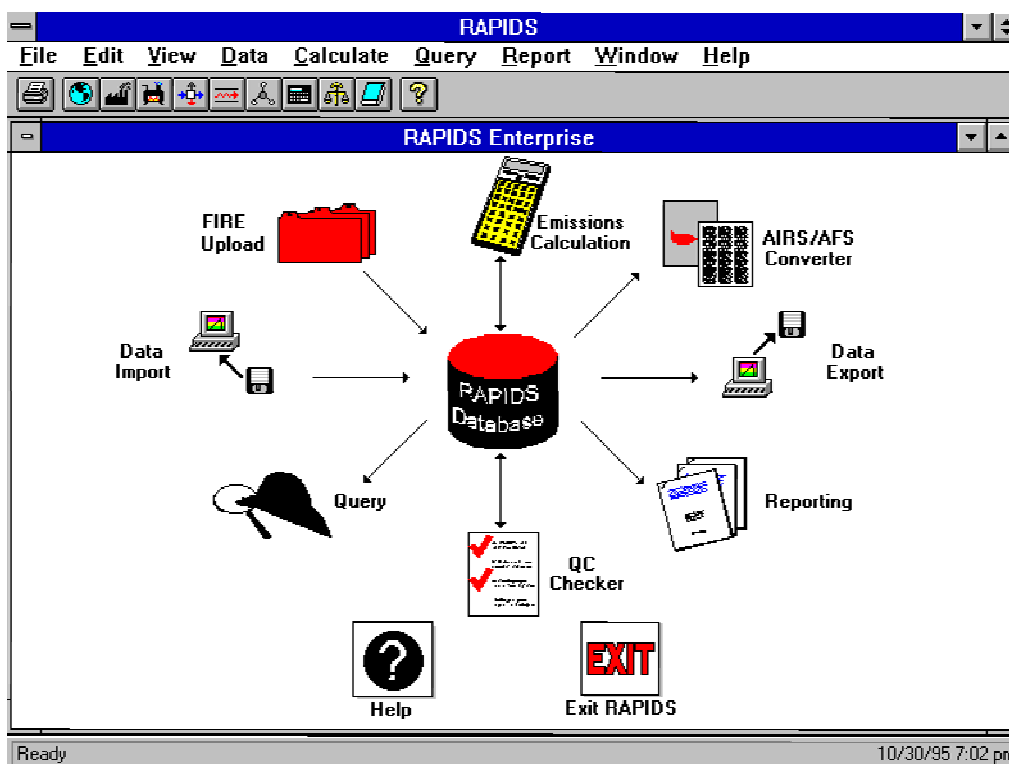 RAPIDS
File Edit View Data Calculate Query Report Window Help
RAPIDS Enterprise
FIRE
Upload
Emissions
Calculation
AIRS/AFS
Converter
Data
Import
RAPIDS
Database
Data
Export
Query
Reporting
QC
Checker
Help
EXIT
Exit RAPIDS
Ready
10/30/95 7:02 pm